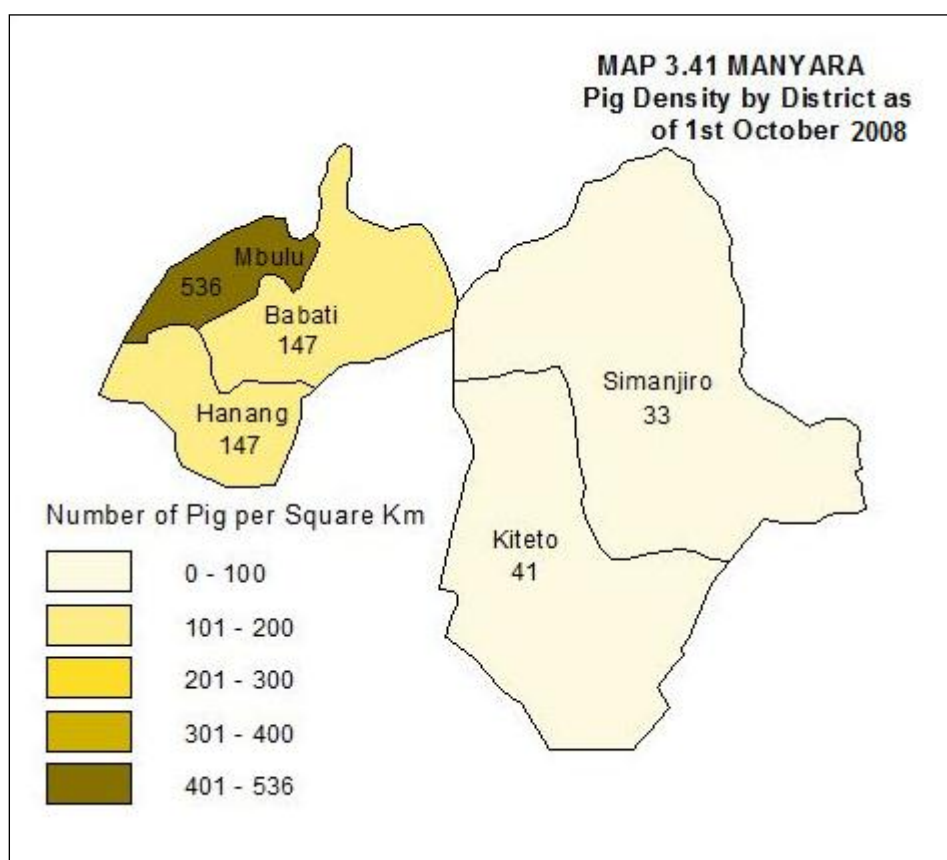 MAP 3.41 MANYARA
Pig Density by District as
of 1st October 2008
Mbulu
536
Babati
147
Hanang
147
Simanjiro
33
Kiteto
41
Number of Pig per Square Km
0 - 100
101 - 200
201 - 300
301 - 400
401 - 536